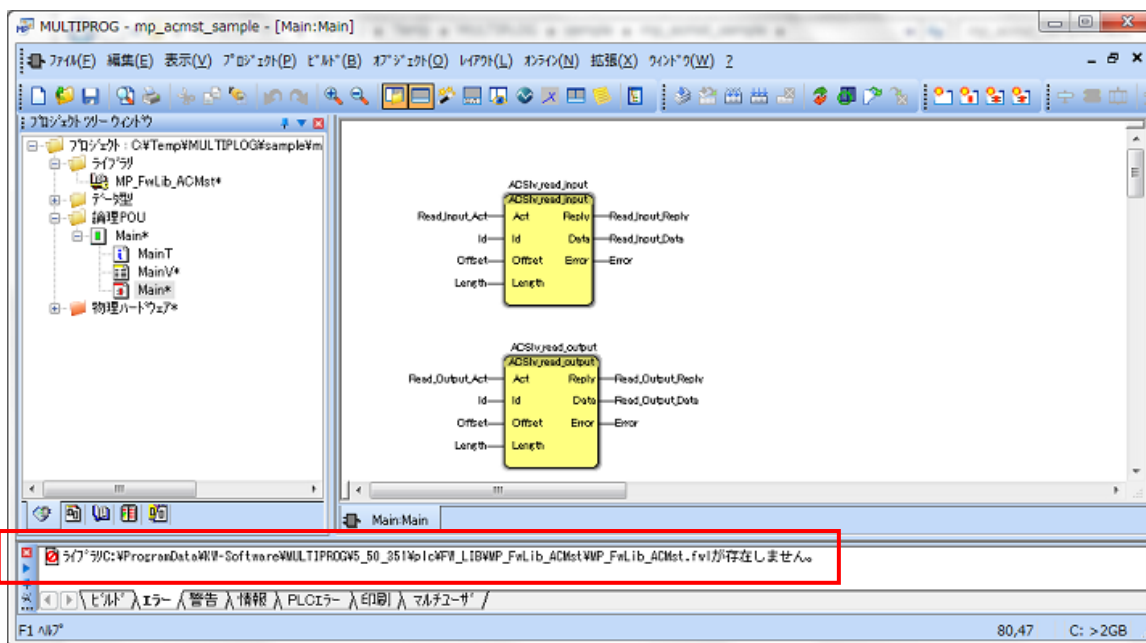 MULTIPROG - mp_acmst_sample - [Main:Main]
ﾌｧｲﾙ(F) 編集(E) 表示(V) ﾌﾟﾛｼﾞｪｸﾄ(P) ﾋﾞﾙﾄﾞ(B) ｵﾌﾞｼﾞｪｸﾄ(O) ﾚｲｱｳﾄ(L) ｵﾝﾗｲﾝ(N) 拡張(X) ｳｨﾝﾄﾞｳ(W) ?
ﾌﾟﾛｼﾞｪｸﾄ ﾂﾘｰ ｳｨﾝﾄﾞｳ
ﾌﾟﾛｼﾞｪｸﾄ : C:¥Temp¥MULTIPLOG¥sample¥m
ﾗｲﾌﾞﾗﾘ
MP_FwLib_ACMst*
ﾃﾞｰﾀ型
論理POU
Main*
MainT
MainV*
Main*
物理ﾊｰﾄﾞｳｪｱ*
ACSlv_read_input
ACSlv_read_input
Read_Input_Act Act Reply Read_Input_Reply
Id Id Data Read_Input_Data
Offset Offset Error Error
Length Length
ACSlv_read_output
ACSlv_read_output
Read_Output_Act Act Reply Read_Output_Reply
Id Id Data Read_Output_Data
Offset Offset Error Error
Length Length
Main:Main
ﾗｲﾌﾞﾗﾘC:¥ProgramData¥KW-Software¥MULTIPROG¥5_50_351¥plc¥FW_LIB¥MP_FwLib_ACMst¥MP_FwLib_ACMst.fwlが存在しません。
ﾋﾞﾙﾄﾞ エラー 警告 情報 PLCｴﾗｰ 印刷 ﾏﾙﾁﾕｰｻﾞ
F1 ﾍﾙﾌﾟ 80,47 C: >2GB